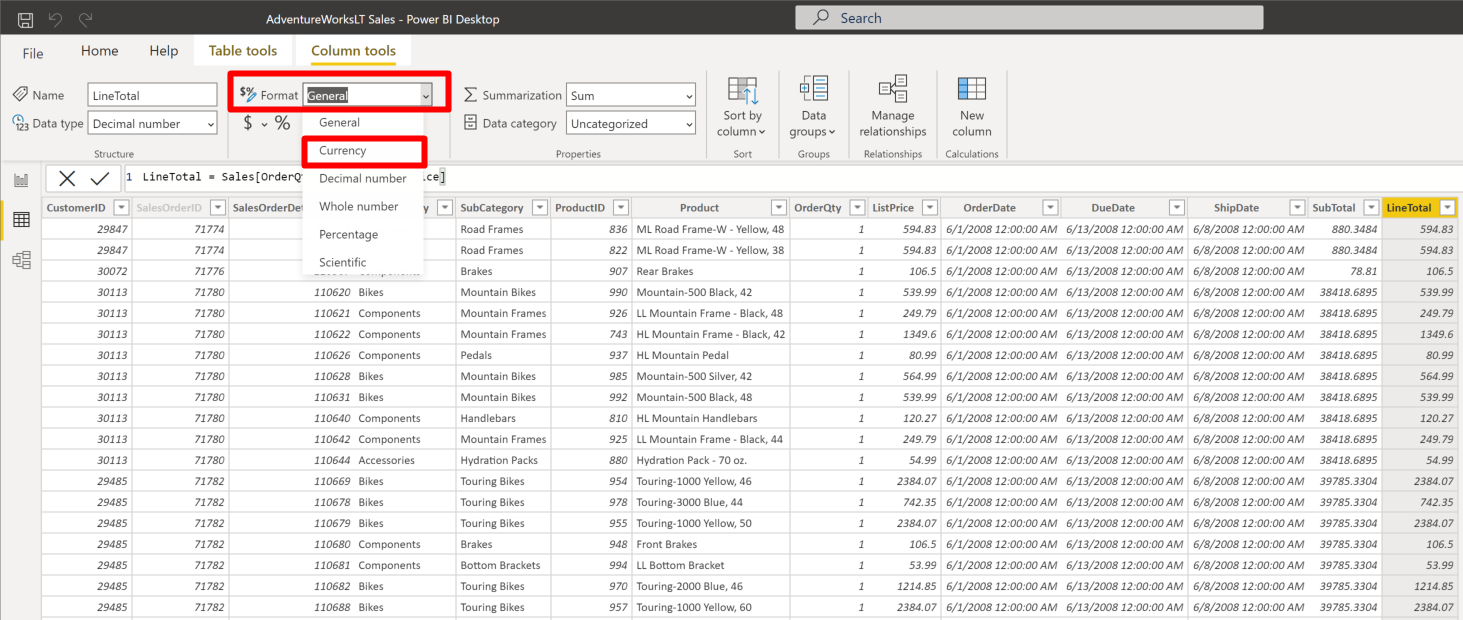 AdventureWorksLT Sales - Power BI Desktop Search
File Home Help Table tools Column tools
Name LineTotal Format General Summarization Sum Sort by column Data groups Manage relationships New column
Data type Decimal number $ % Data category Uncategorized
Structure Properties Sort Groups Relationships Calculations
General
Currency
Decimal number
Whole number
Percentage
Scientific
1 LineTotal = Sales[OrderQ ice]
CustomerID SalesOrderID SalesOrderDet y SubCategory ProductID Product OrderQty ListPrice OrderDate DueDate ShipDate SubTotal LineTotal
29847 71774 Road Frames 836 ML Road Frame-W - Yellow, 48 1 594.83 6/1/2008 12:00:00 AM 6/13/2008 12:00:00 AM 6/8/2008 12:00:00 AM 880.3484 594.83
29847 71774 Road Frames 822 ML Road Frame-W - Yellow, 38 1 594.83 6/1/2008 12:00:00 AM 6/13/2008 12:00:00 AM 6/8/2008 12:00:00 AM 880.3484 594.83
30072 71776 Brakes 907 Rear Brakes 1 106.5 6/1/2008 12:00:00 AM 6/13/2008 12:00:00 AM 6/8/2008 12:00:00 AM 78.81 106.5
30113 71780 110620 Bikes Mountain Bikes 990 Mountain-500 Black, 42 1 539.99 6/1/2008 12:00:00 AM 6/13/2008 12:00:00 AM 6/8/2008 12:00:00 AM 38418.6895 539.99
30113 71780 110621 Components Mountain Frames 926 LL Mountain Frame - Black, 48 1 249.79 6/1/2008 12:00:00 AM 6/13/2008 12:00:00 AM 6/8/2008 12:00:00 AM 38418.6895 249.79
30113 71780 110622 Components Mountain Frames 743 HL Mountain Frame - Black, 42 1 1349.6 6/1/2008 12:00:00 AM 6/13/2008 12:00:00 AM 6/8/2008 12:00:00 AM 38418.6895 1349.6
30113 71780 110626 Components Pedals 937 HL Mountain Pedal 1 80.99 6/1/2008 12:00:00 AM 6/13/2008 12:00:00 AM 6/8/2008 12:00:00 AM 38418.6895 80.99
30113 71780 110628 Bikes Mountain Bikes 985 Mountain-500 Silver, 42 1 564.99 6/1/2008 12:00:00 AM 6/13/2008 12:00:00 AM 6/8/2008 12:00:00 AM 38418.6895 564.99
30113 71780 110631 Bikes Mountain Bikes 992 Mountain-500 Black, 48 1 539.99 6/1/2008 12:00:00 AM 6/13/2008 12:00:00 AM 6/8/2008 12:00:00 AM 38418.6895 539.99
30113 71780 110640 Components Handlebars 810 HL Mountain Handlebars 1 120.27 6/1/2008 12:00:00 AM 6/13/2008 12:00:00 AM 6/8/2008 12:00:00 AM 38418.6895 120.27
30113 71780 110642 Components Mountain Frames 925 LL Mountain Frame - Black, 44 1 249.79 6/1/2008 12:00:00 AM 6/13/2008 12:00:00 AM 6/8/2008 12:00:00 AM 38418.6895 249.79
30113 71780 110644 Accessories Hydration Packs 880 Hydration Pack - 70 oz. 1 54.99 6/1/2008 12:00:00 AM 6/13/2008 12:00:00 AM 6/8/2008 12:00:00 AM 38418.6895 54.99
29485 71782 110669 Bikes Touring Bikes 954 Touring-1000 Yellow, 46 1 2384.07 6/1/2008 12:00:00 AM 6/13/2008 12:00:00 AM 6/8/2008 12:00:00 AM 39785.3304 2384.07
29485 71782 110678 Bikes Touring Bikes 978 Touring-3000 Blue, 44 1 742.35 6/1/2008 12:00:00 AM 6/13/2008 12:00:00 AM 6/8/2008 12:00:00 AM 39785.3304 742.35
29485 71782 110679 Bikes Touring Bikes 955 Touring-1000 Yellow, 50 1 2384.07 6/1/2008 12:00:00 AM 6/13/2008 12:00:00 AM 6/8/2008 12:00:00 AM 39785.3304 2384.07
29485 71782 110680 Components Brakes 948 Front Brakes 1 106.5 6/1/2008 12:00:00 AM 6/13/2008 12:00:00 AM 6/8/2008 12:00:00 AM 39785.3304 106.5
29485 71782 110681 Components Bottom Brackets 994 LL Bottom Bracket 1 53.99 6/1/2008 12:00:00 AM 6/13/2008 12:00:00 AM 6/8/2008 12:00:00 AM 39785.3304 53.99
29485 71782 110682 Bikes Touring Bikes 970 Touring-2000 Blue, 46 1 1214.85 6/1/2008 12:00:00 AM 6/13/2008 12:00:00 AM 6/8/2008 12:00:00 AM 39785.3304 1214.85
29485 71782 110688 Bikes Touring Bikes 957 Touring-1000 Yellow, 60 1 2384.07 6/1/2008 12:00:00 AM 6/13/2008 12:00:00 AM 6/8/2008 12:00:00 AM 39785.3304 2384.07